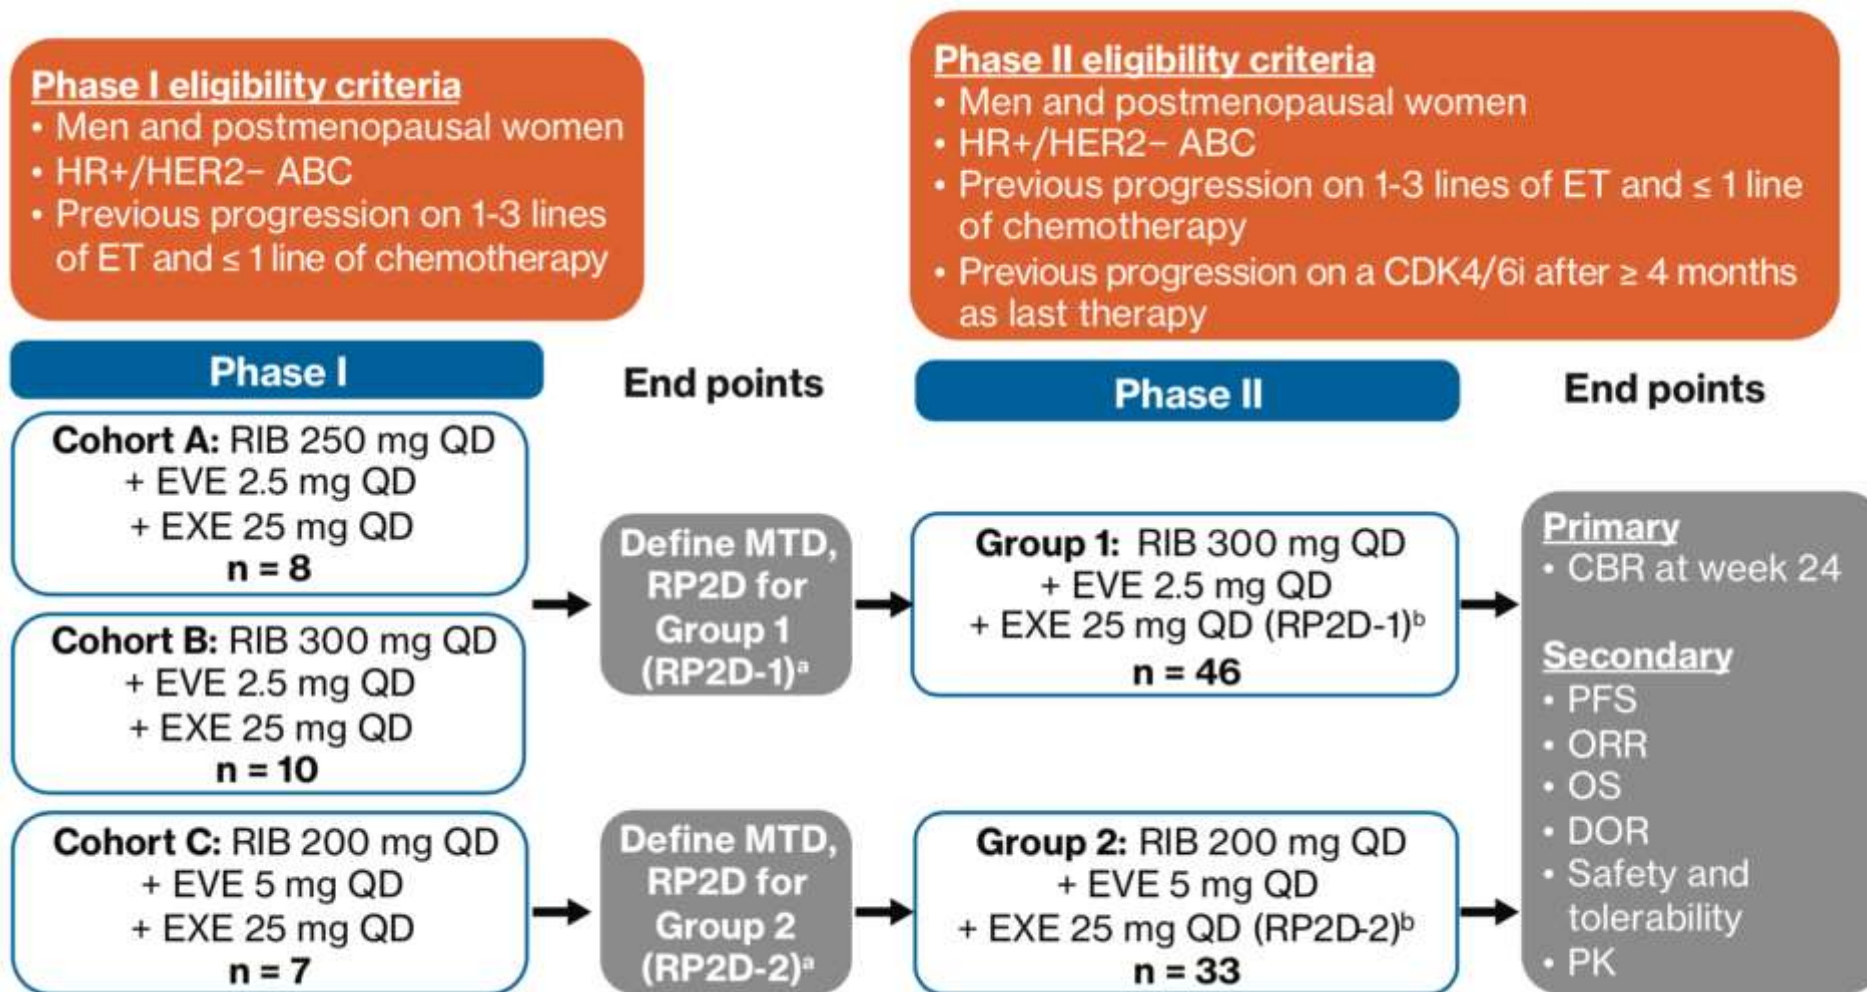 Phase I eligibility criteria
• Men and postmenopausal women
• HR+/HER2− ABC
• Previous progression on 1-3 lines
of ET and ≤ 1 line of chemotherapy
Phase II eligibility criteria
• Men and postmenopausal women
• HR+/HER2− ABC
• Previous progression on 1-3 lines of ET and ≤ 1 line
of chemotherapy
• Previous progression on a CDK4/6i after ≥ 4 months
as last therapy
Phase I
End points
Phase II
End points
Cohort A: RIB 250 mg QD
+ EVE 2.5 mg QD
+ EXE 25 mg QD
n = 8
Cohort B: RIB 300 mg QD
+ EVE 2.5 mg QD
+ EXE 25 mg QD
n = 10
Cohort C: RIB 200 mg QD
+ EVE 5 mg QD
+ EXE 25 mg QD
n = 7
Define MTD,
RP2D for
Group 1
(RP2D-1)ᵃ
Define MTD,
RP2D for
Group 2
(RP2D-2)ᵃ
Group 1: RIB 300 mg QD
+ EVE 2.5 mg QD
+ EXE 25 mg QD (RP2D-1)ᵇ
n = 46
Group 2: RIB 200 mg QD
+ EVE 5 mg QD
+ EXE 25 mg QD (RP2D-2)ᵇ
n = 33
Primary
• CBR at week 24
Secondary
• PFS
• ORR
• OS
• DOR
• Safety and
tolerability
• PK